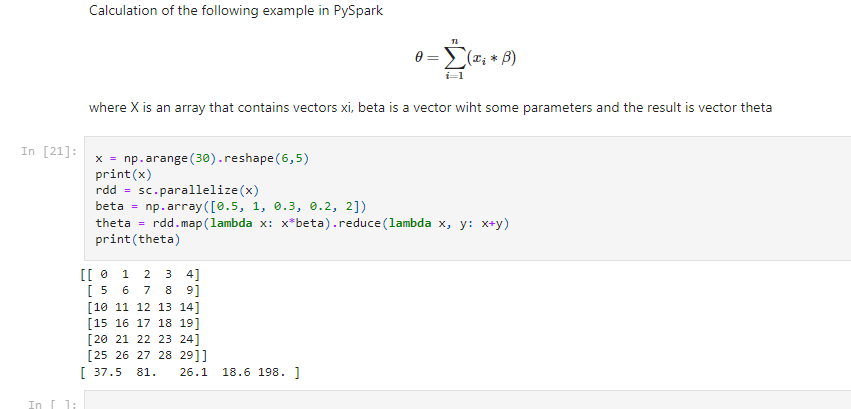 Calculation of the following example in PySpark
n
θ = ∑(xᵢ * β)
i=1
where X is an array that contains vectors xi, beta is a vector wiht some parameters and the result is vector theta
In [21]:
x = np.arange(30).reshape(6,5)
print(x)
rdd = sc.parallelize(x)
beta = np.array([0.5, 1, 0.3, 0.2, 2])
theta = rdd.map(lambda x: x*beta).reduce(lambda x, y: x+y)
print(theta)
[[ 0  1  2  3  4]
 [ 5  6  7  8  9]
 [10 11 12 13 14]
 [15 16 17 18 19]
 [20 21 22 23 24]
 [25 26 27 28 29]]
[ 37.5  81.   26.1  18.6 198. ]
In [ ]: